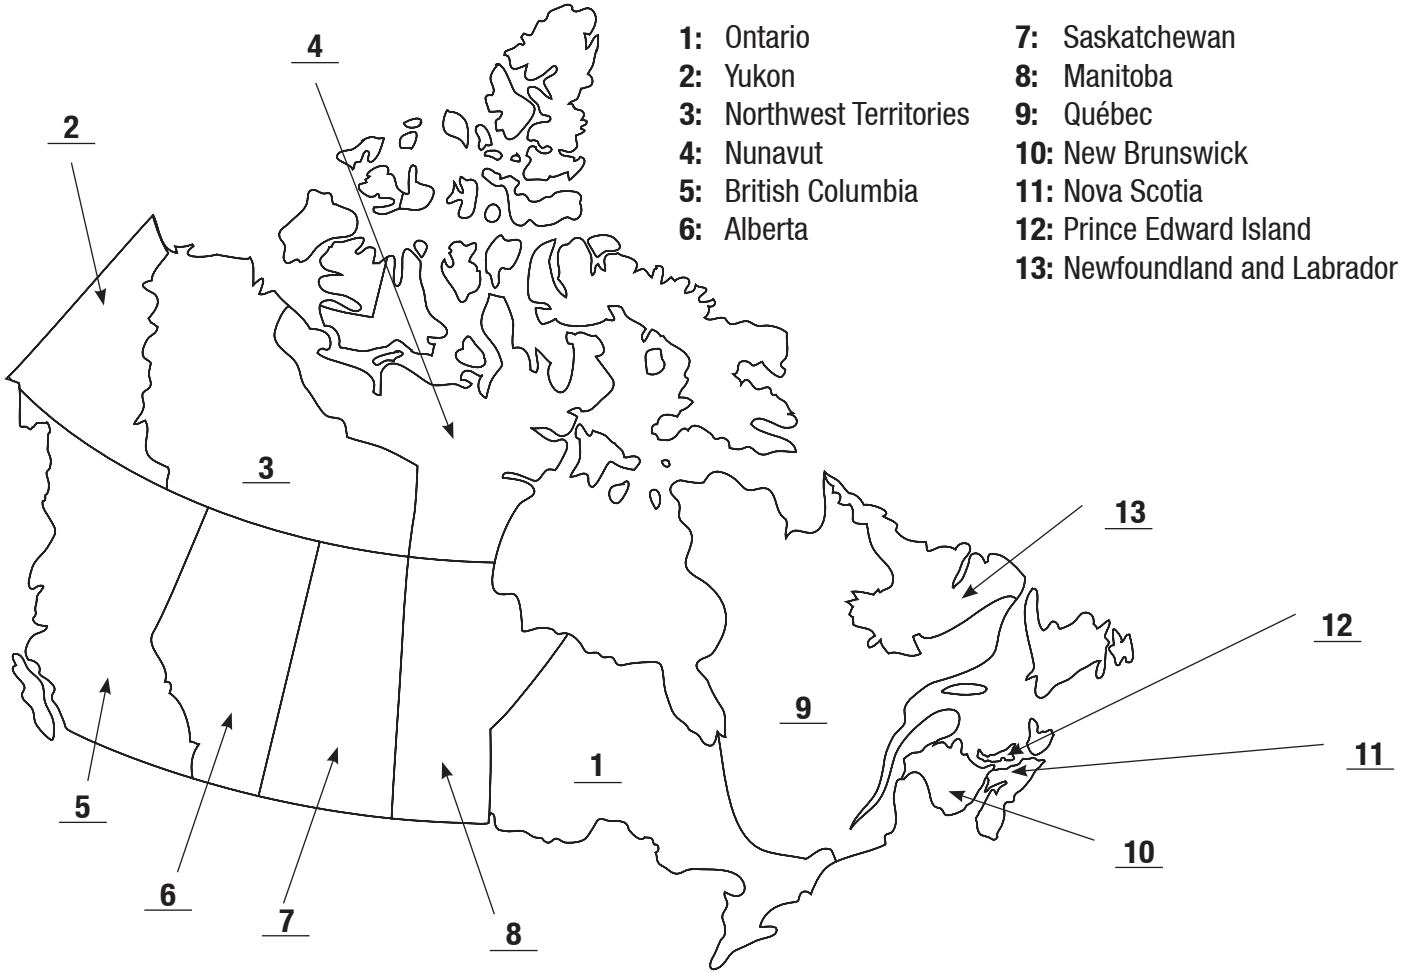 1: Ontario
2: Yukon
3: Northwest Territories
4: Nunavut
5: British Columbia
6: Alberta
7: Saskatchewan
8: Manitoba
9: Québec
10: New Brunswick
11: Nova Scotia
12: Prince Edward Island
13: Newfoundland and Labrador
4
2
3
13
12
9
11
1
5
10
6
7
8